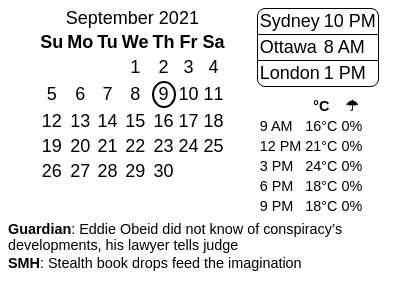 September 2021
Su Mo Tu We Th Fr Sa
1 2 3 4
5 6 7 8 9 10 11
12 13 14 15 16 17 18
19 20 21 22 23 24 25
26 27 28 29 30
Sydney 10 PM
Ottawa 8 AM
London 1 PM
°C ☂
9 AM 16°C 0%
12 PM 21°C 0%
3 PM 24°C 0%
6 PM 18°C 0%
9 PM 18°C 0%
Guardian: Eddie Obeid did not know of conspiracy’s
developments, his lawyer tells judge
SMH: Stealth book drops feed the imagination